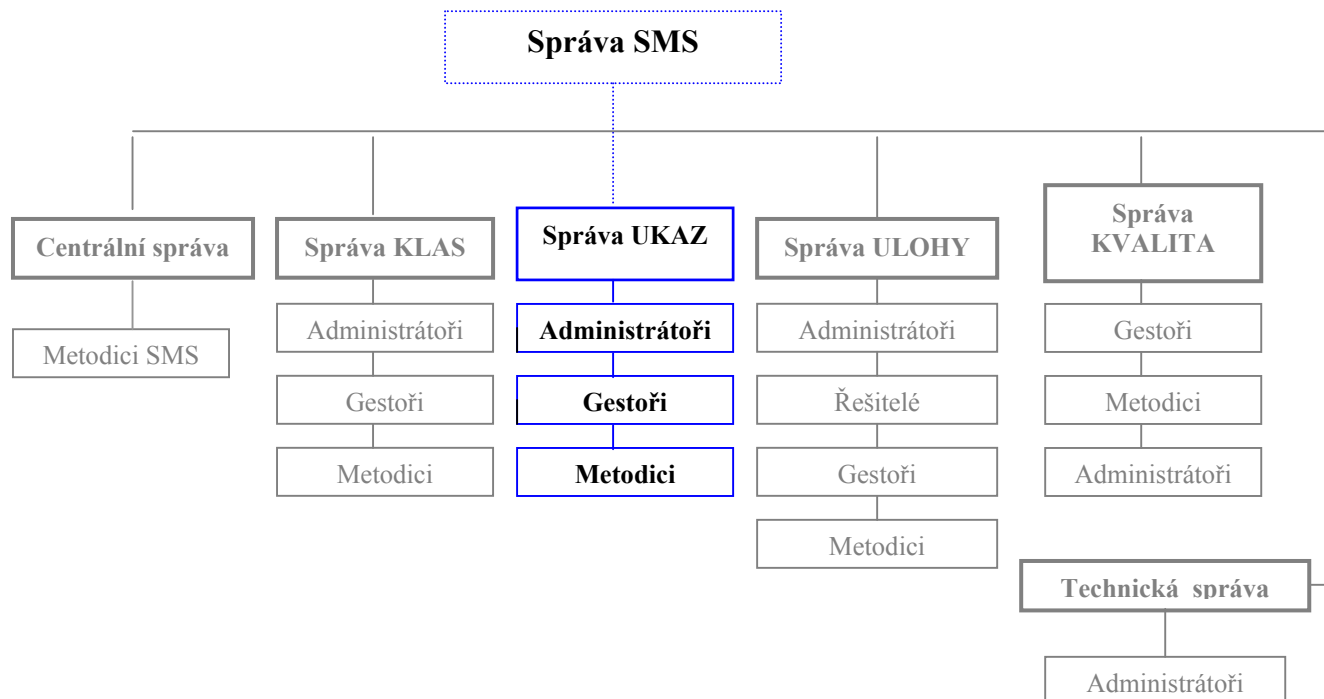 Správa SMS
Centrální správa
Metodici SMS
Správa KLAS
Administrátoři
Gestoři
Metodici
Správa UKAZ
Administrátoři
Gestoři
Metodici
Správa ULOHY
Administrátoři
Řešitelé
Gestoři
Metodici
Správa
KVALITA
Gestoři
Metodici
Administrátoři
Technická správa
Administrátoři